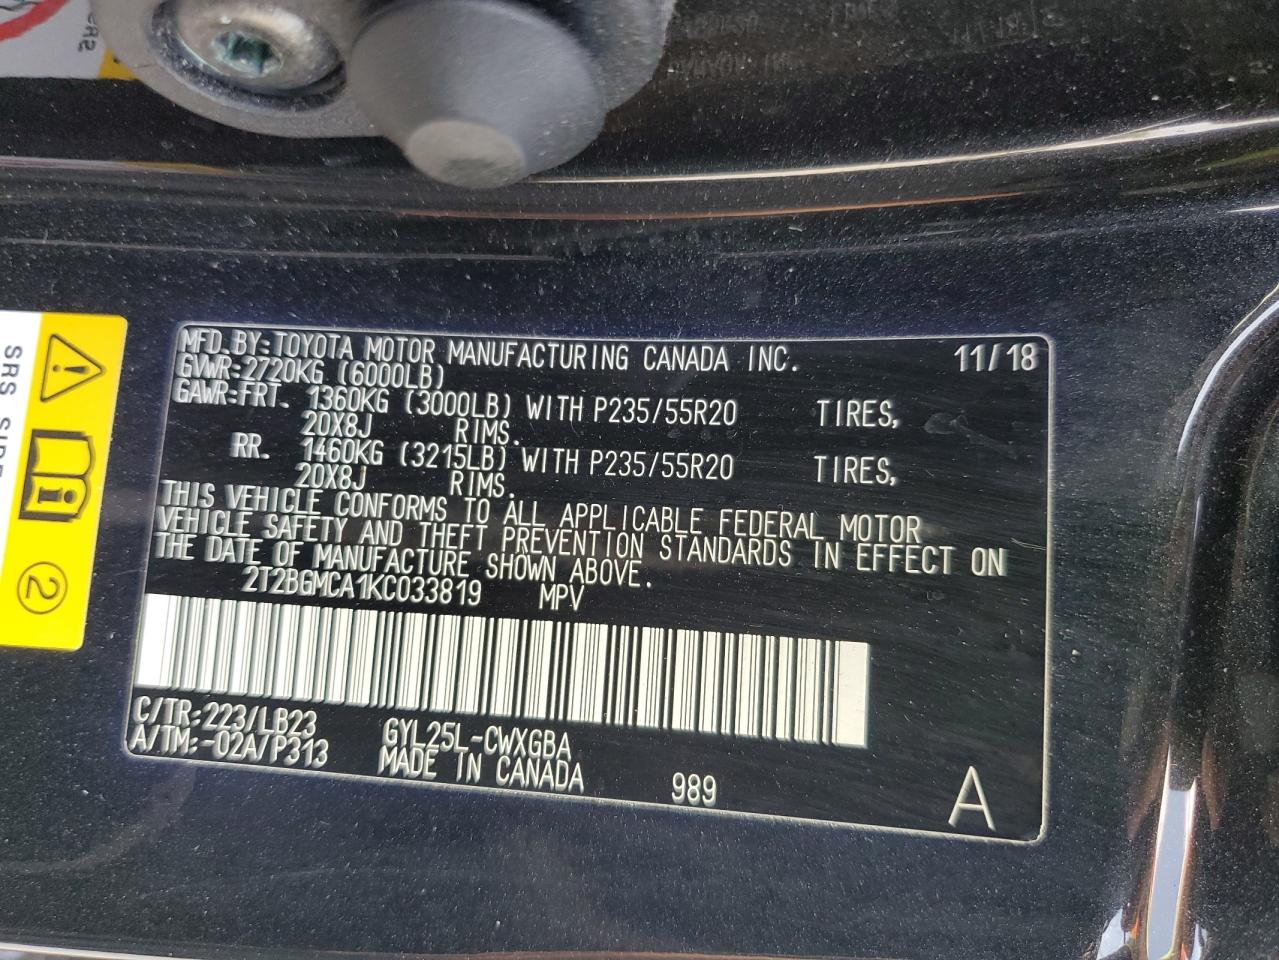 MFD. BY: TOYOTA MOTOR MANUFACTURING CANADA INC. 11/18
GVWR: 2720KG (6000LB)
GAWR: FRT. 1360KG (3000LB) WITH P235/55R20 TIRES,
20X8J RIMS.
RR. 1460KG (3215LB) WITH P235/55R20 TIRES,
20X8J RIMS.
THIS VEHICLE CONFORMS TO ALL APPLICABLE FEDERAL MOTOR
VEHICLE SAFETY AND THEFT PREVENTION STANDARDS IN EFFECT ON
THE DATE OF MANUFACTURE SHOWN ABOVE.
2T2BGMCA1KC033819 MPV
C/TR: 223/LB23 GYL25L-CWXGBA
A/TM: -02A/P313 MADE IN CANADA 989 A
SRS
2